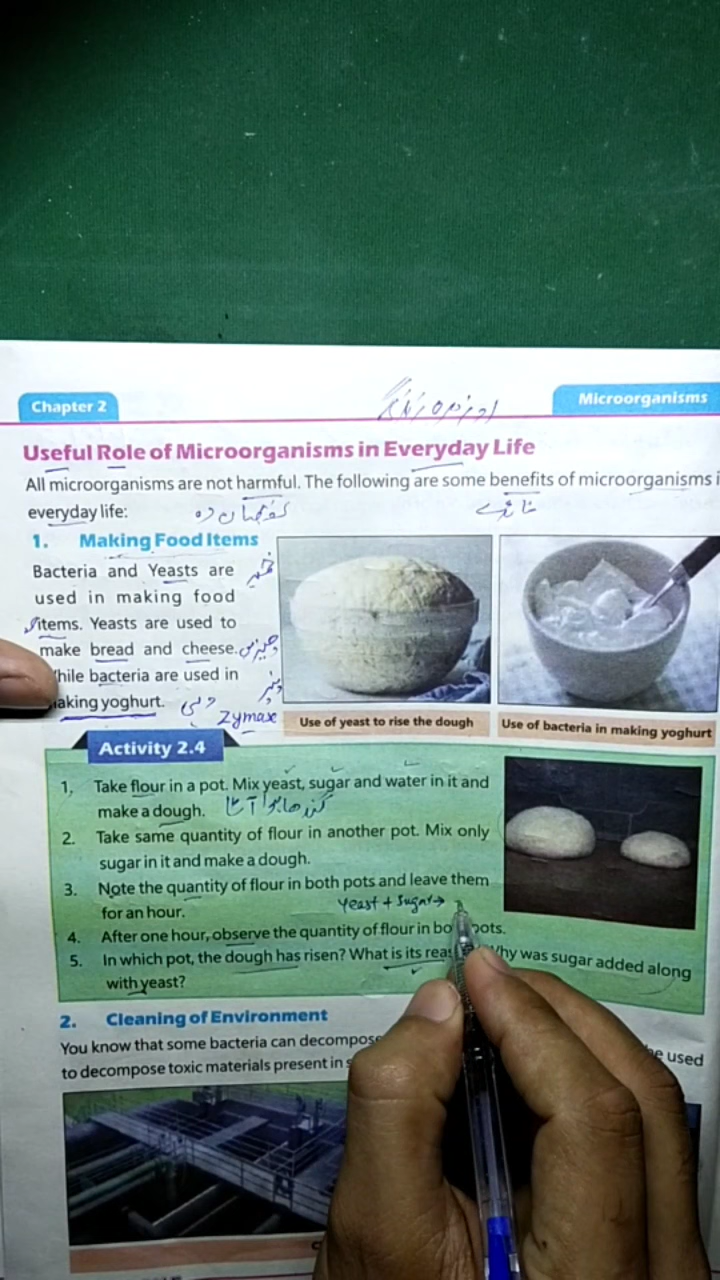 Chapter 2
Microorganisms
Useful Role of Microorganisms in Everyday Life
All microorganisms are not harmful. The following are some benefits of microorganisms i
everyday life:
1. Making Food Items
Bacteria and Yeasts are
used in making food
items. Yeasts are used to
make bread and cheese.
hile bacteria are used in
aking yoghurt.
دہی
Zymase
Use of yeast to rise the dough
Use of bacteria in making yoghurt
Activity 2.4
1. Take flour in a pot. Mix yeast, sugar and water in it and
make a dough.
گندھا ہوا آٹا
2. Take same quantity of flour in another pot. Mix only
sugar in it and make a dough.
3. Note the quantity of flour in both pots and leave them
for an hour.
Yeast + Sugar →
4. After one hour, observe the quantity of flour in bo pots.
5. In which pot, the dough has risen? What is its reas Why was sugar added along
with yeast?
2. Cleaning of Environment
You know that some bacteria can decompose be used
to decompose toxic materials present in s